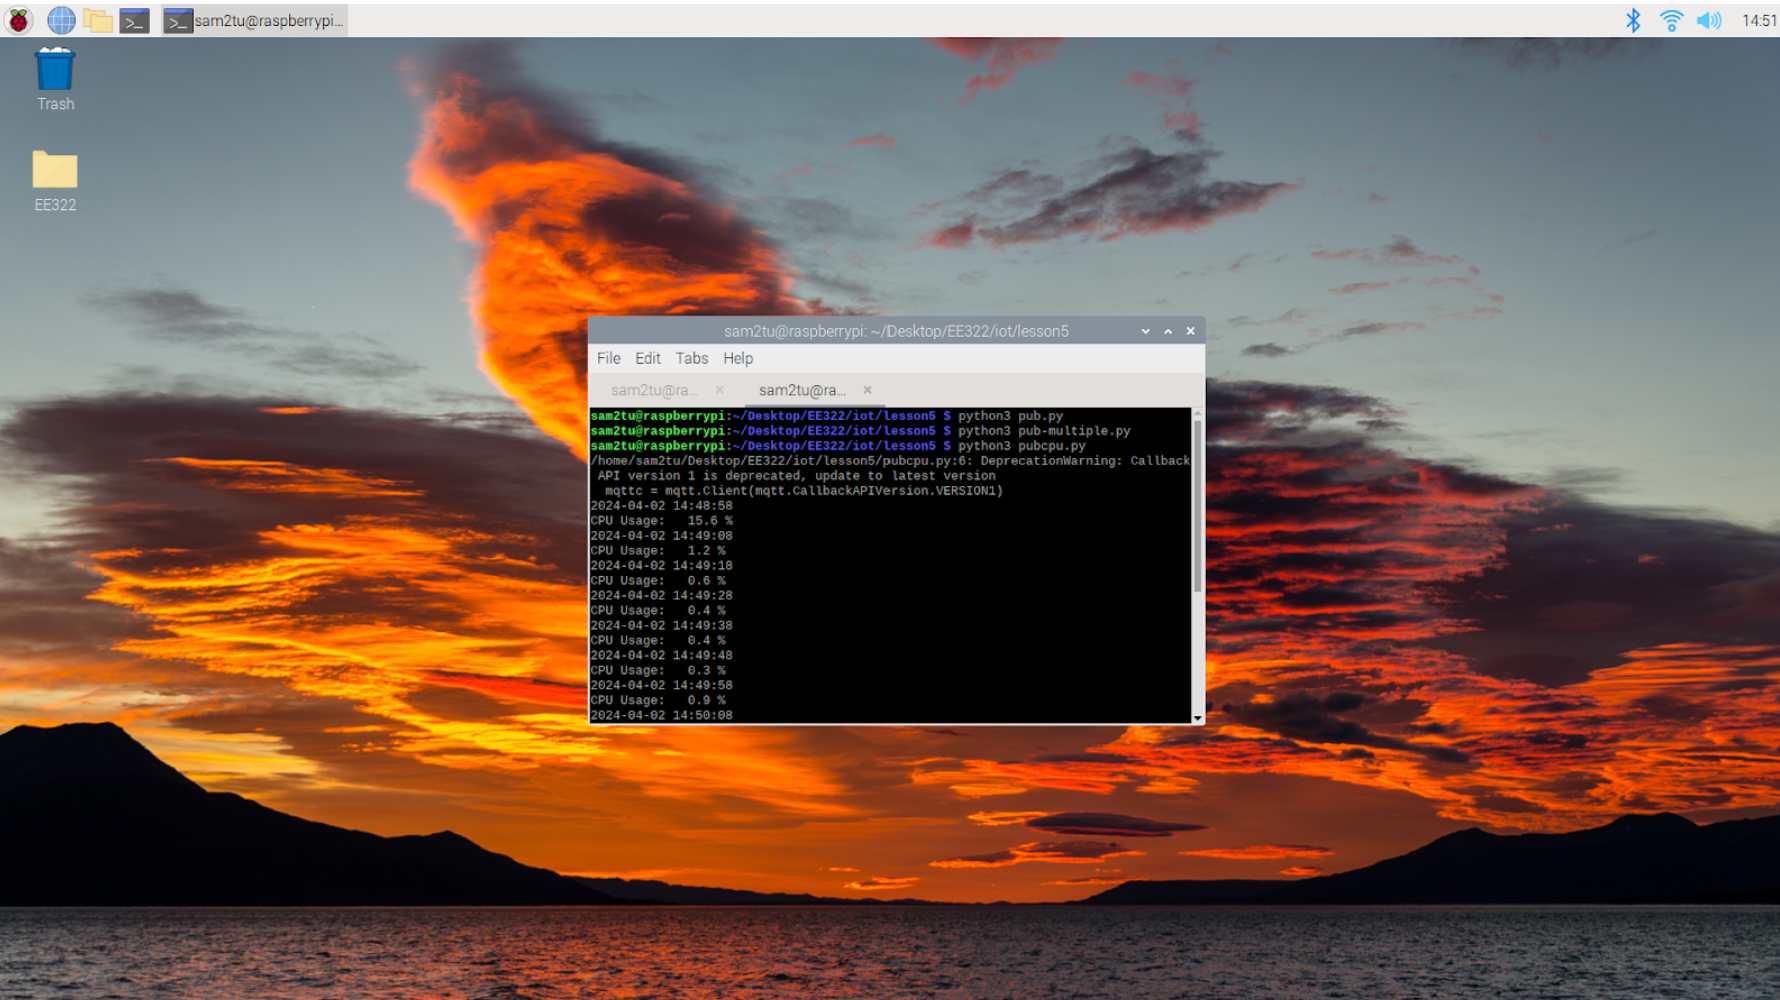 sam2tu@raspberrypi...
14:51
Trash
EE322
sam2tu@raspberrypi: ~/Desktop/EE322/iot/lesson5
File Edit Tabs Help
sam2tu@ra... sam2tu@ra...
sam2tu@raspberrypi:~/Desktop/EE322/iot/lesson5 $ python3 pub.py
sam2tu@raspberrypi:~/Desktop/EE322/iot/lesson5 $ python3 pub-multiple.py
sam2tu@raspberrypi:~/Desktop/EE322/iot/lesson5 $ python3 pubcpu.py
/home/sam2tu/Desktop/EE322/iot/lesson5/pubcpu.py:6: DeprecationWarning: Callback
API version 1 is deprecated, update to latest version
mqttc = mqtt.Client(mqtt.CallbackAPIVersion.VERSION1)
2024-04-02 14:48:58
CPU Usage: 15.6 %
2024-04-02 14:49:08
CPU Usage: 1.2 %
2024-04-02 14:49:18
CPU Usage: 0.6 %
2024-04-02 14:49:28
CPU Usage: 0.4 %
2024-04-02 14:49:38
CPU Usage: 0.4 %
2024-04-02 14:49:48
CPU Usage: 0.3 %
2024-04-02 14:49:58
CPU Usage: 0.9 %
2024-04-02 14:50:08